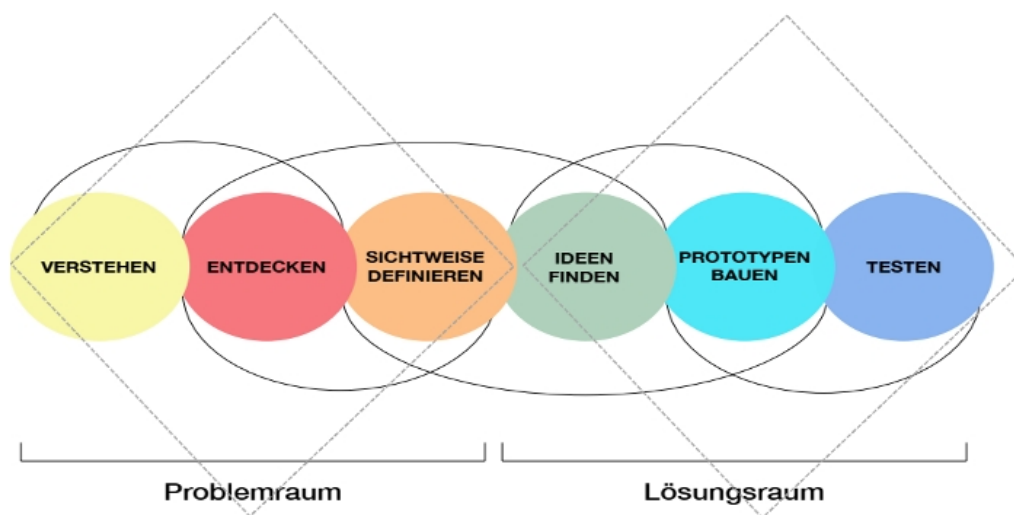 VERSTEHEN
ENTDECKEN
SICHTWEISE
DEFINIEREN
IDEEN
FINDEN
PROTOTYPEN
BAUEN
TESTEN
Problemraum
Lösungsraum